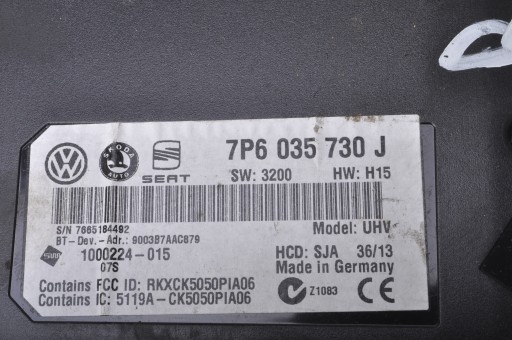 7P6 035 730 J
SKODA
AUTO
SEAT
SW: 3200 HW: H15
S/N 7885184492
Model: UHV
BT-Dev.-Adr.: 9003B7AAC879
1000224-015
HCD: SJA 36/13
07S
Made in Germany
Contains FCC ID: RKXCK5050PIA06
Contains IC: 5119A-CK5050PIA06
Z1083